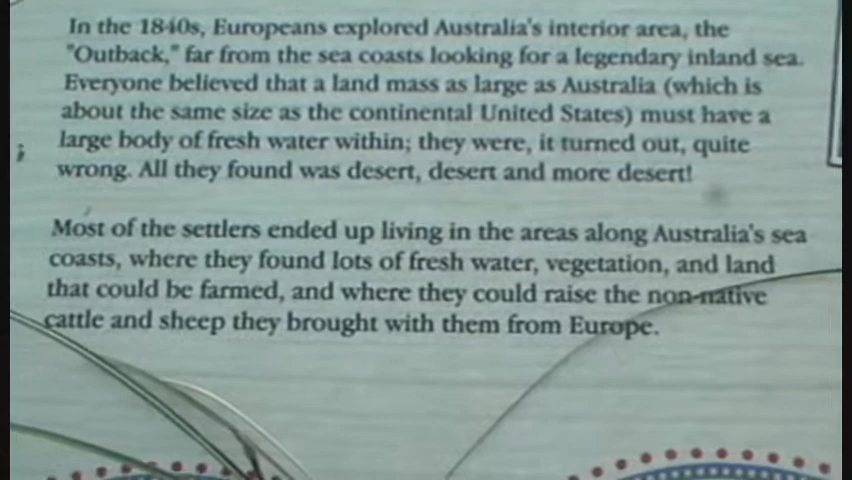 In the 1840s, Europeans explored Australia's interior area, the
"Outback," far from the sea coasts looking for a legendary inland sea.
Everyone believed that a land mass as large as Australia (which is
about the same size as the continental United States) must have a
large body of fresh water within; they were, it turned out, quite
wrong. All they found was desert, desert and more desert!
Most of the settlers ended up living in the areas along Australia's sea
coasts, where they found lots of fresh water, vegetation, and land
that could be farmed, and where they could raise the non-native
cattle and sheep they brought with them from Europe.